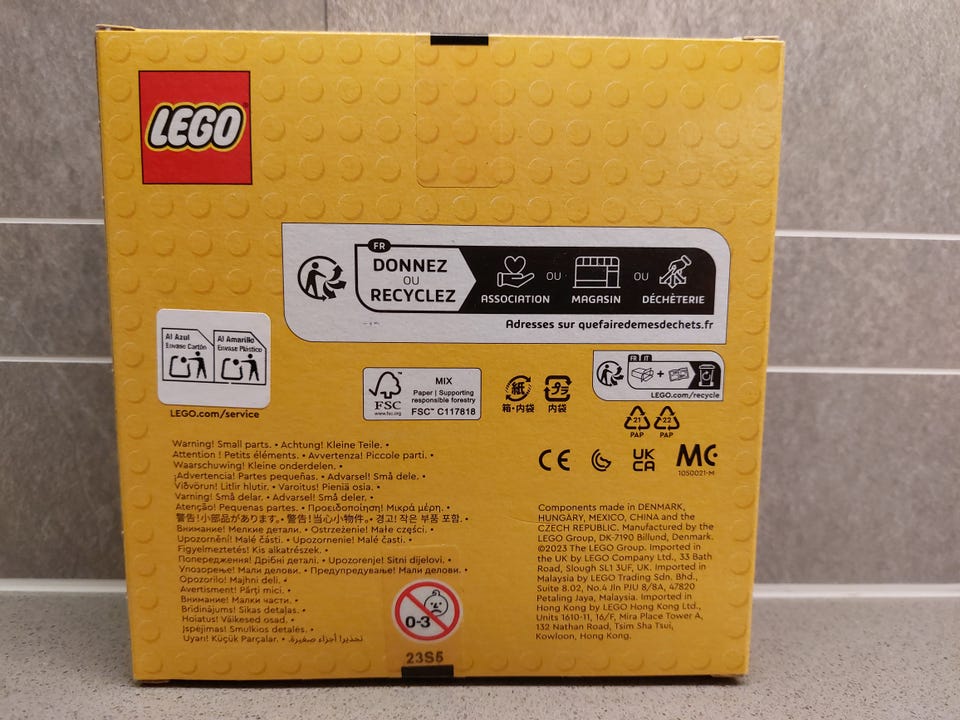 LEGO
FR
DONNEZ
OU
RECYCLEZ
ASSOCIATION
OU
MAGASIN
OU
DÉCHÈTERIE
Adresses sur quefairedemesdechets.fr
Al Azul
Envase Cartón
Al Amarillo
Envase Plástico
LEGO.com/service
FSC
www.fsc.org
MIX
Paper | Supporting
responsible forestry
FSC™ C117818
紙
箱・内袋
プラ
内袋
FR IT
LEGO.com/recycle
21
PAP
22
PAP
CE
UK
CA
MC
1050021-M
Warning! Small parts. • Achtung! Kleine Teile. •
Attention ! Petits éléments. • Avvertenza! Piccole parti. •
Waarschuwing! Kleine onderdelen. •
¡Advertencia! Partes pequeñas. • Advarsel! Små dele. •
Viðvörun! Litlir hlutir. • Varoitus! Pieniä osia. •
Varning! Små delar. • Advarsel! Små deler. •
Atenção! Pequenas partes. • Προειδοποίηση! Μικρά μέρη. •
警告!小部品があります。• 警告!当心小物件。• 경고! 작은 부품 포함. •
Внимание! Мелкие детали. • Ostrzeżenie! Małe części. •
Upozornění! Malé části. • Upozornenie! Malé časti. •
Figyelmeztetés! Kis alkatrészek. •
Попередження! Дрібні деталі. • Upozorenje! Sitni dijelovi. •
Упозорење! Мали делови. • Предупредување! Мали делови. •
Opozorilo! Majhni deli. •
Avertisment! Părți mici. •
Внимание! Малки части. •
Brīdinājums! Sīkas detaļas. •
Hoiatus! Väikesed osad. •
Įspėjimas! Smulkios detalės. •
Uyarı! Küçük Parçalar. • تحذير! أجزاء صغيرة.
0-3
23S5
Components made in DENMARK,
HUNGARY, MEXICO, CHINA and the
CZECH REPUBLIC. Manufactured by the
LEGO Group, DK-7190 Billund, Denmark.
©2023 The LEGO Group. Imported in
the UK by LEGO Company Ltd., 33 Bath
Road, Slough SL1 3UF, UK. Imported in
Malaysia by LEGO Trading Sdn. Bhd.,
Suite 8.02, No.4 Jln PJU 8/8A, 47820
Petaling Jaya, Malaysia. Imported in
Hong Kong by LEGO Hong Kong Ltd.,
Units 1610-11, 16/F, Mira Place Tower A,
132 Nathan Road, Tsim Sha Tsui,
Kowloon, Hong Kong.